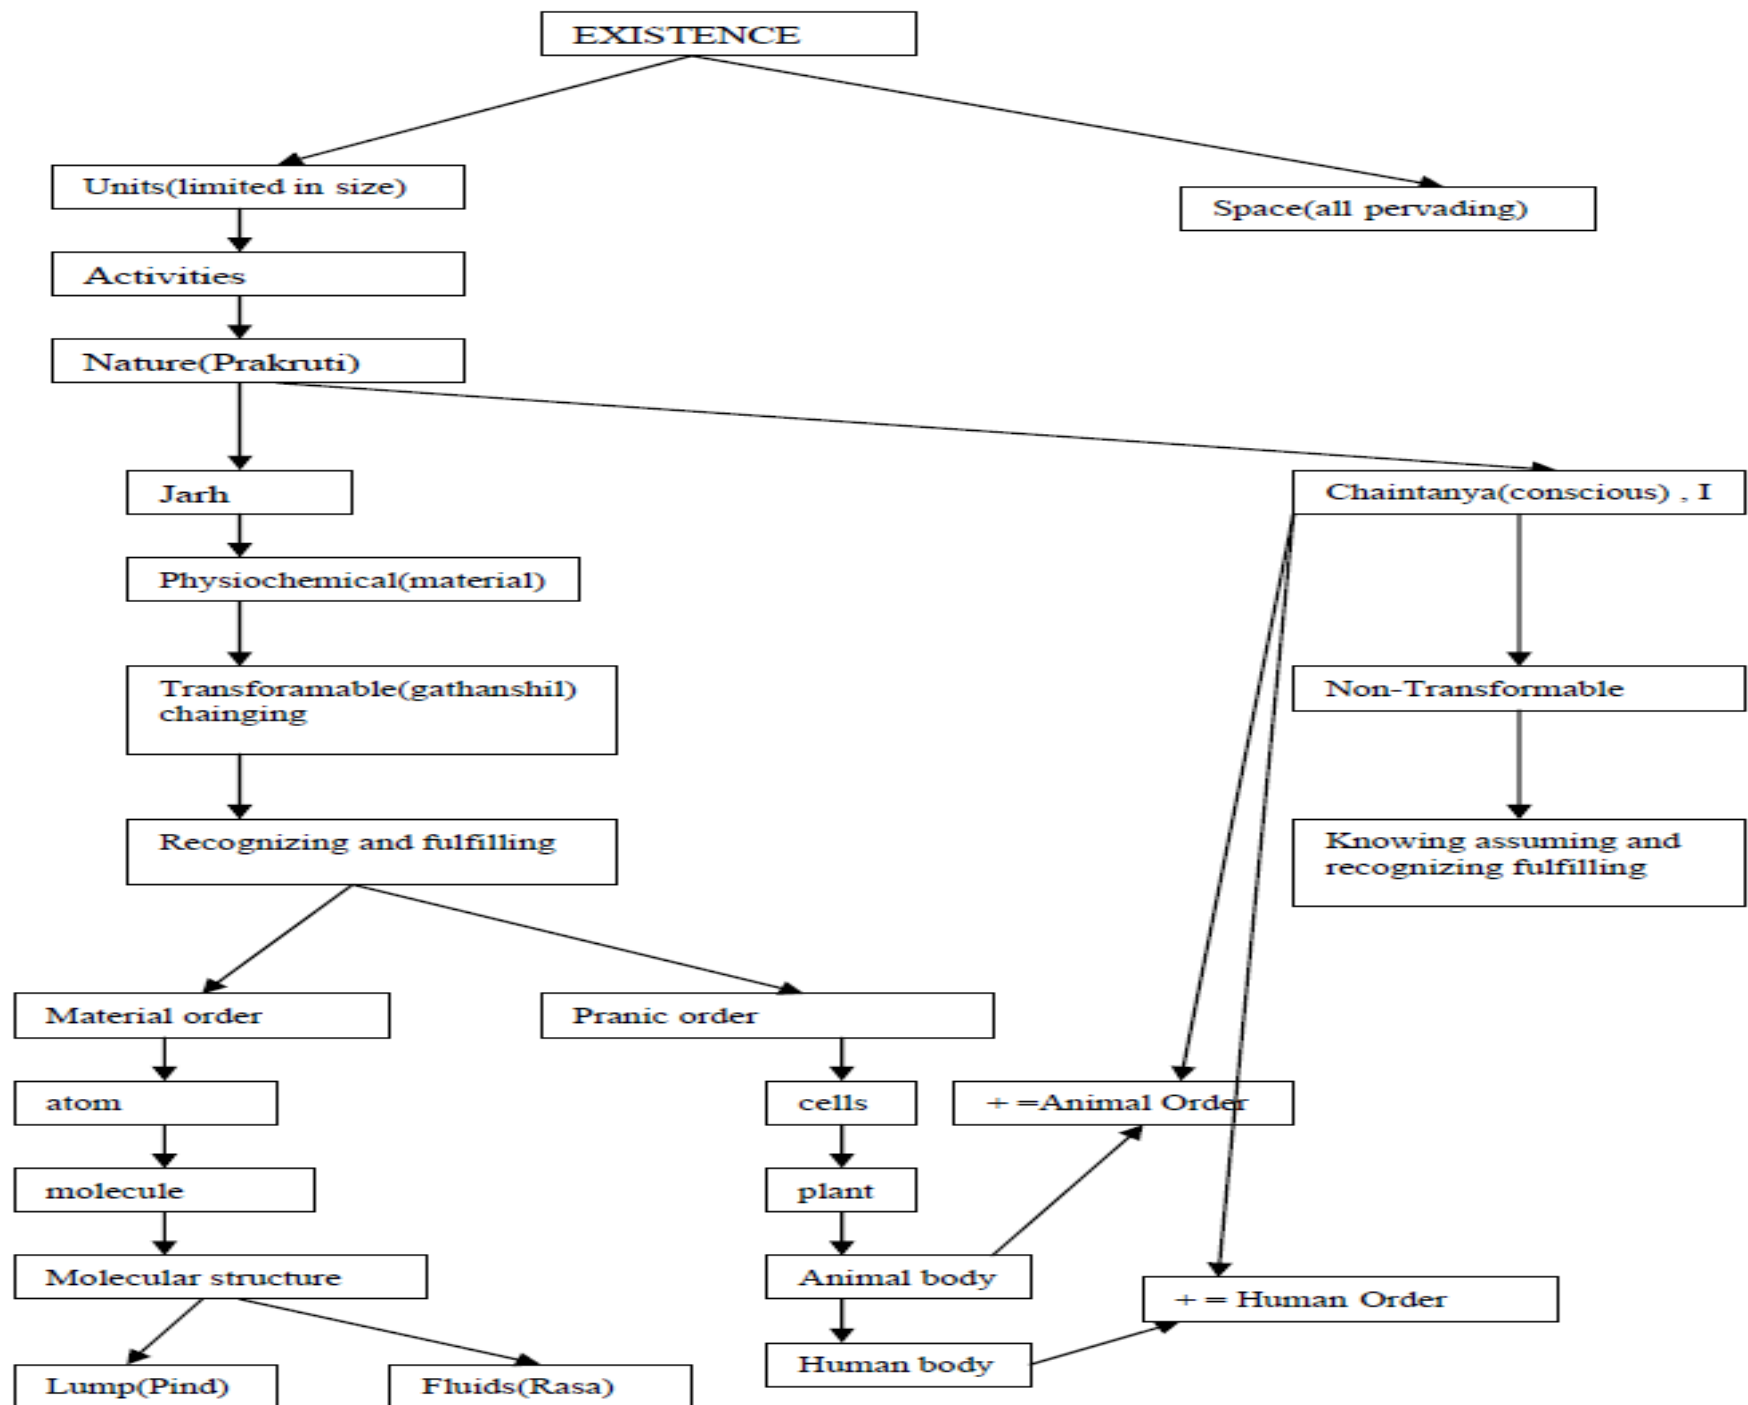 EXISTENCE
Units(limited in size)
Space(all pervading)
Activities
Nature(Prakruti)
Jarh
Chaintanya(conscious) , I
Physiochemical(material)
Transforamable(gathanshil)
chainging
Non-Transformable
Recognizing and fulfilling
Knowing assuming and
recognizing fulfilling
Material order
Pranic order
atom
cells
+ =Animal Order
molecule
plant
Molecular structure
Animal body
+ = Human Order
Human body
Lump(Pind)
Fluids(Rasa)